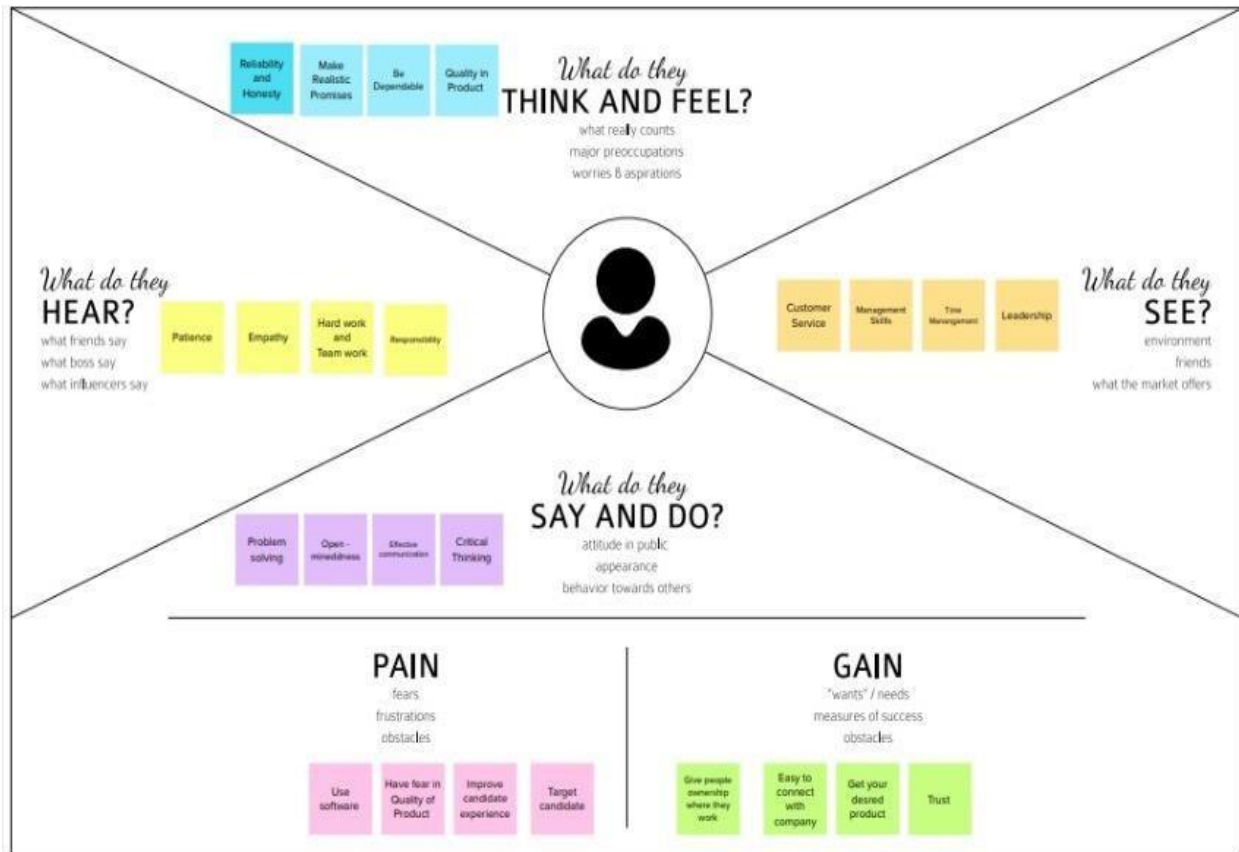 Reliability
and
Honesty
Make
Realistic
Promises
Be
Dependable
Quality in
Product
What do they
THINK AND FEEL?
what really counts
major preoccupations
worries & aspirations
What do they
HEAR?
what friends say
what boss say
what influencers say
Patience
Empathy
Hard work
and
Team work
Responsibility
Customer
Service
Management
Skills
Time
Manangement
Leadership
What do they
SEE?
environment
friends
what the market offers
What do they
SAY AND DO?
attitude in public
appearance
behavior towards others
Problem
solving
Open -
mineddness
Effective
communication
Critical
Thinking
PAIN
fears
frustrations
obstacles
Use
software
Have fear in
Quality of
Product
Improve
candidate
experience
Target
candidate
GAIN
"wants" / needs
measures of success
obstacles
Give people
ownership
where they
work
Easy to
connect
with
company
Get your
desred
product
Trust